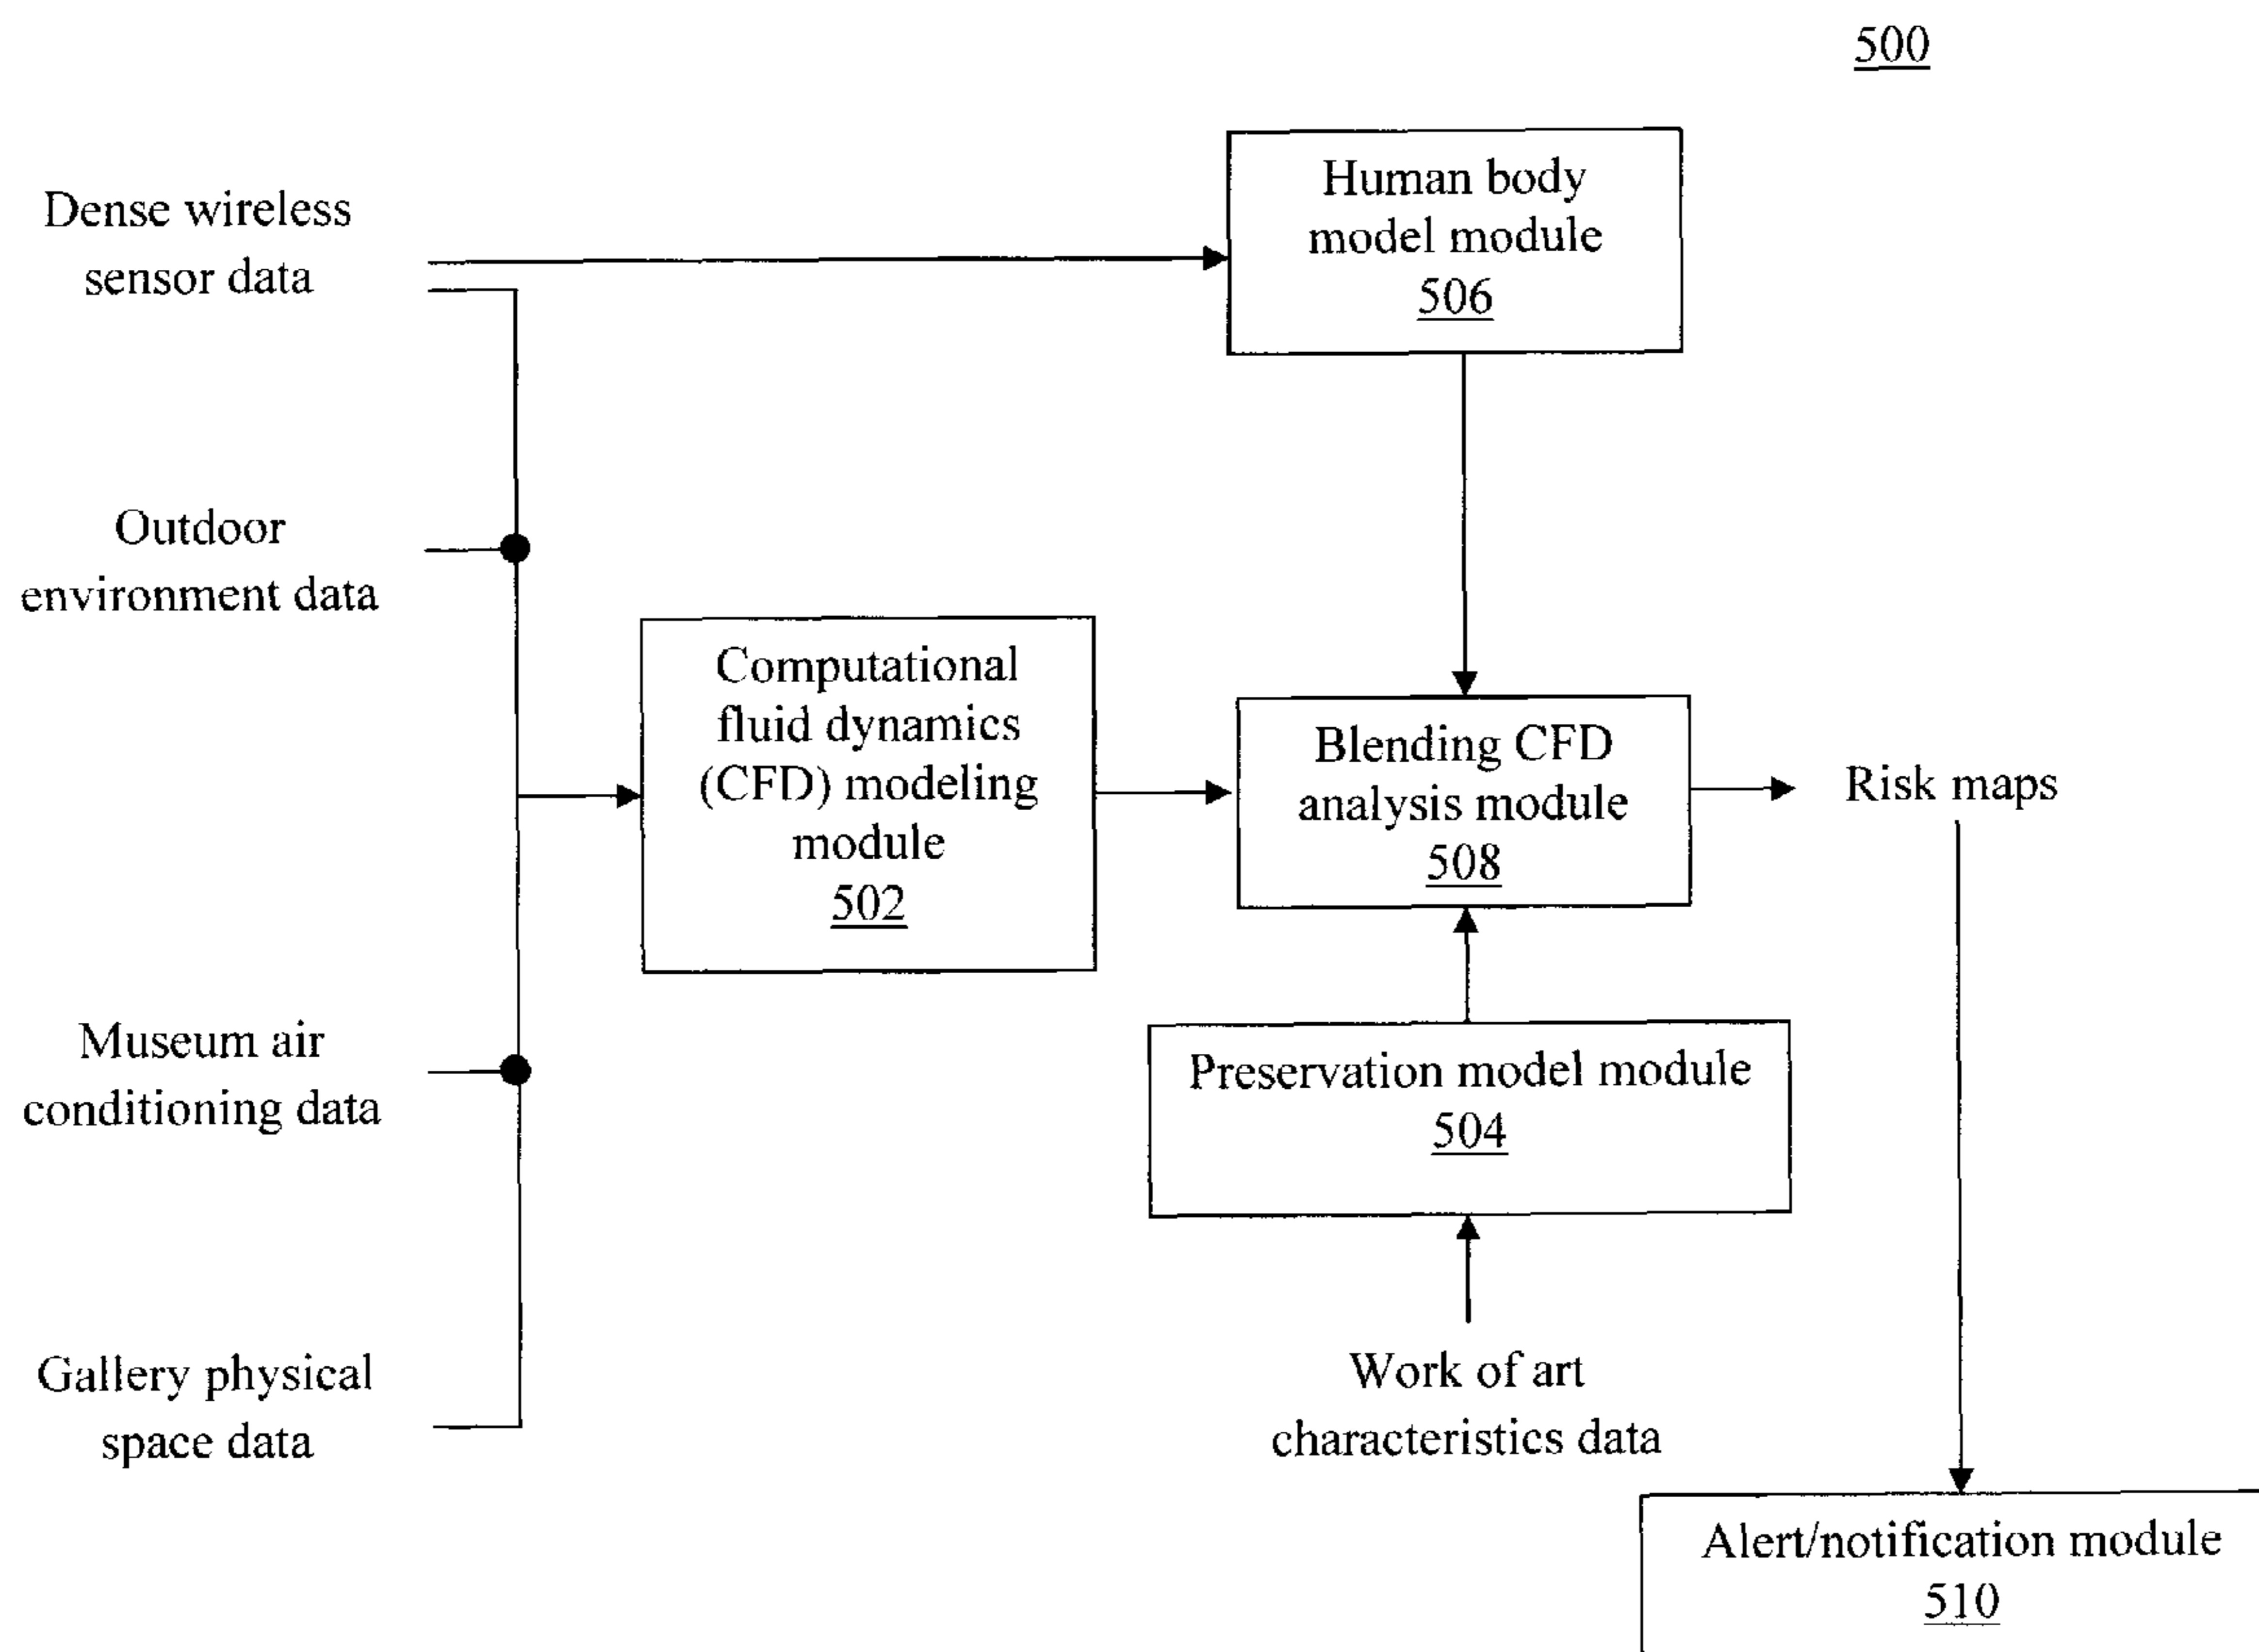 500
Human body
model module
506
Dense wireless
sensor data
Outdoor
environment data
Computational
fluid dynamics
(CFD) modeling
module
502
Blending CFD
analysis module
508
Risk maps
Museum air
conditioning data
Preservation model module
504
Gallery physical
space data
Work of art
characteristics data
Alert/notification module
510